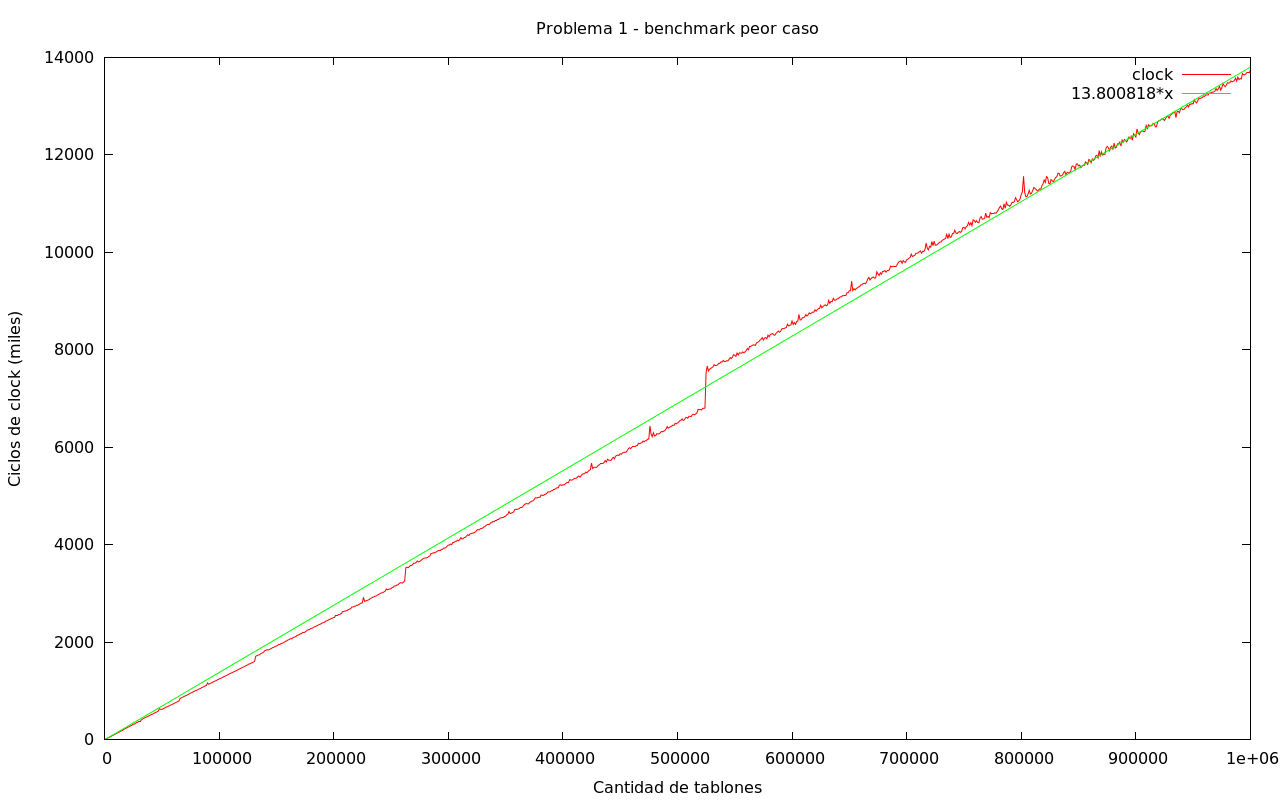 Problema 1 - benchmark peor caso
clock
13.800818*x
14000
12000
10000
8000
6000
4000
2000
0
Ciclos de clock (miles)
0 100000 200000 300000 400000 500000 600000 700000 800000 900000 1e+06
Cantidad de tablones